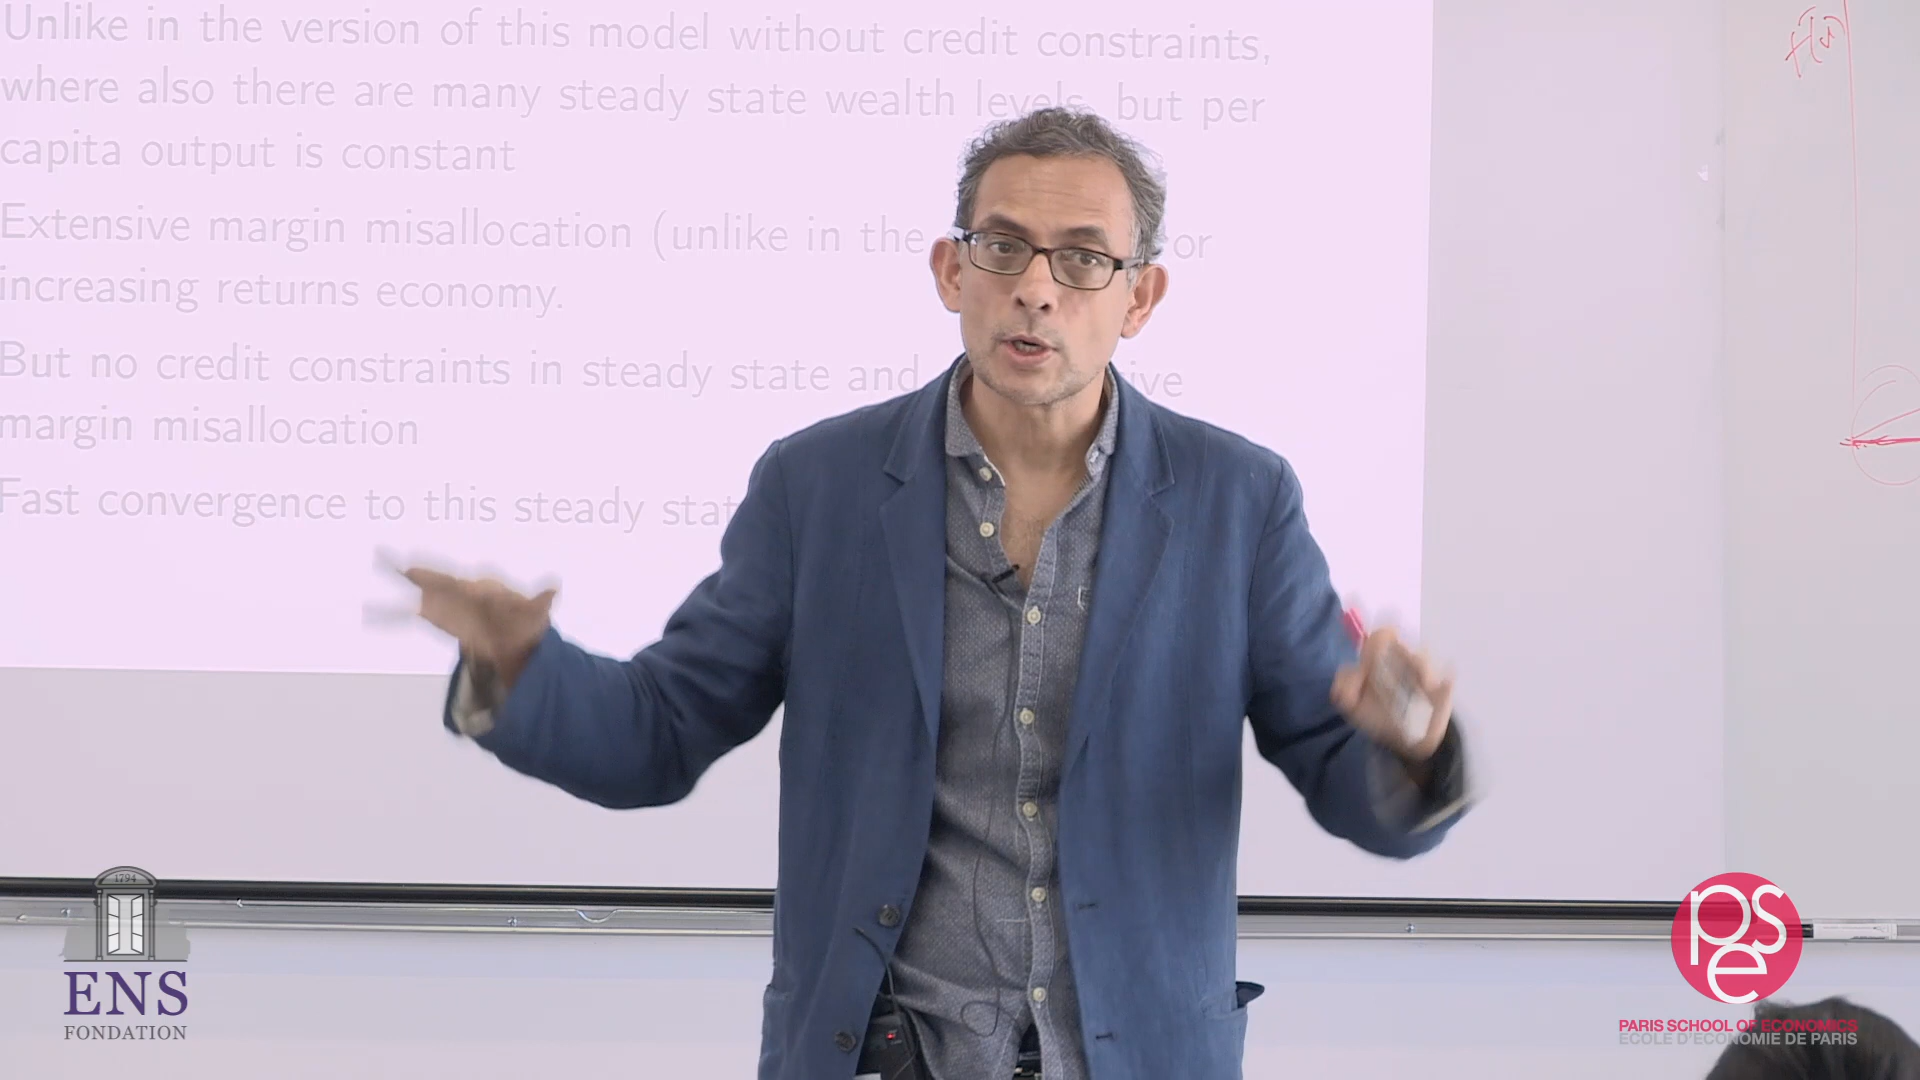 Unlike in the version of this model without credit constraints,
where also there are many steady state wealth levels, but per
capita output is constant
Extensive margin misallocation (unlike in the or
increasing returns economy.
But no credit constraints in steady state and
margin misallocation
Fast convergence to this steady
f(x)
1794
ENS
FONDATION
pse
PARIS SCHOOL OF ECONOMICS
ECOLE D'ECONOMIE DE PARIS